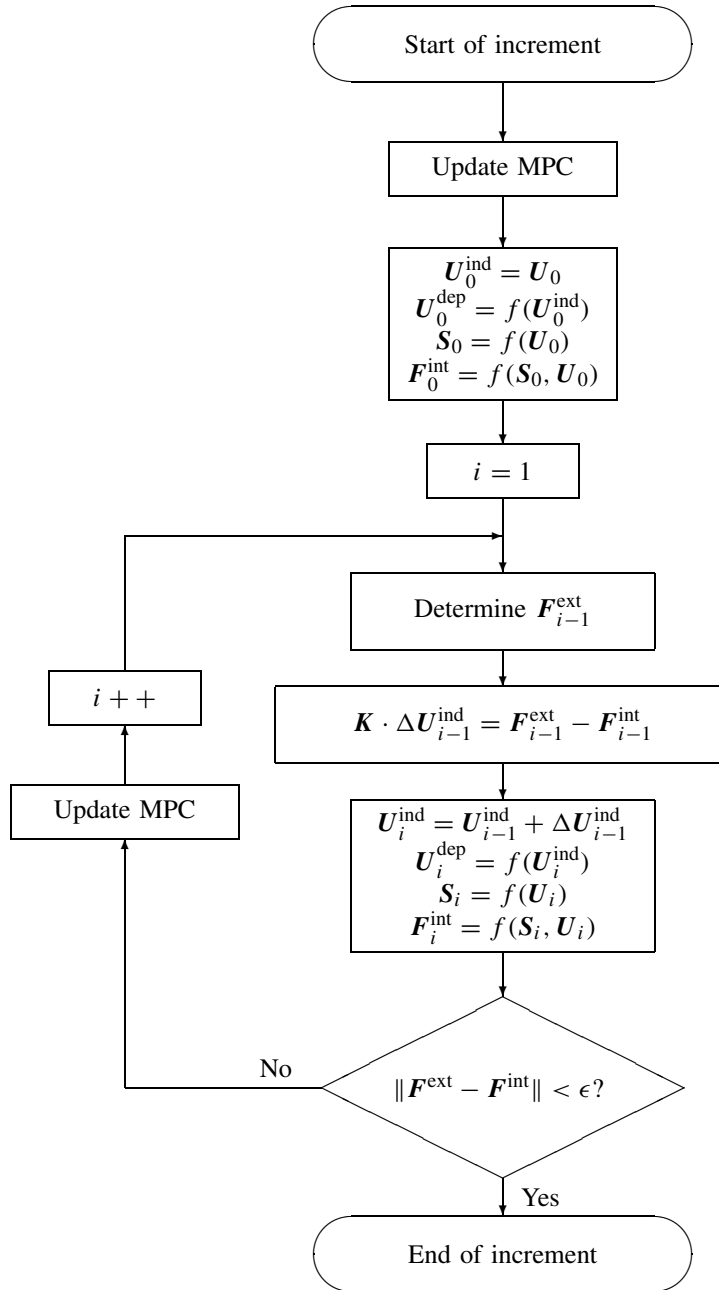 Start of increment
Update MPC
U_0^ind = U_0
U_0^dep = f(U_0^ind)
S_0 = f(U_0)
F_0^int = f(S_0, U_0)
i = 1
Determine F_{i−1}^ext
i + +
K · ΔU_{i−1}^ind = F_{i−1}^ext − F_{i−1}^int
Update MPC
U_i^ind = U_{i−1}^ind + ΔU_{i−1}^ind
U_i^dep = f(U_i^ind)
S_i = f(U_i)
F_i^int = f(S_i, U_i)
No
‖F^ext − F^int‖ < ϵ?
Yes
End of increment